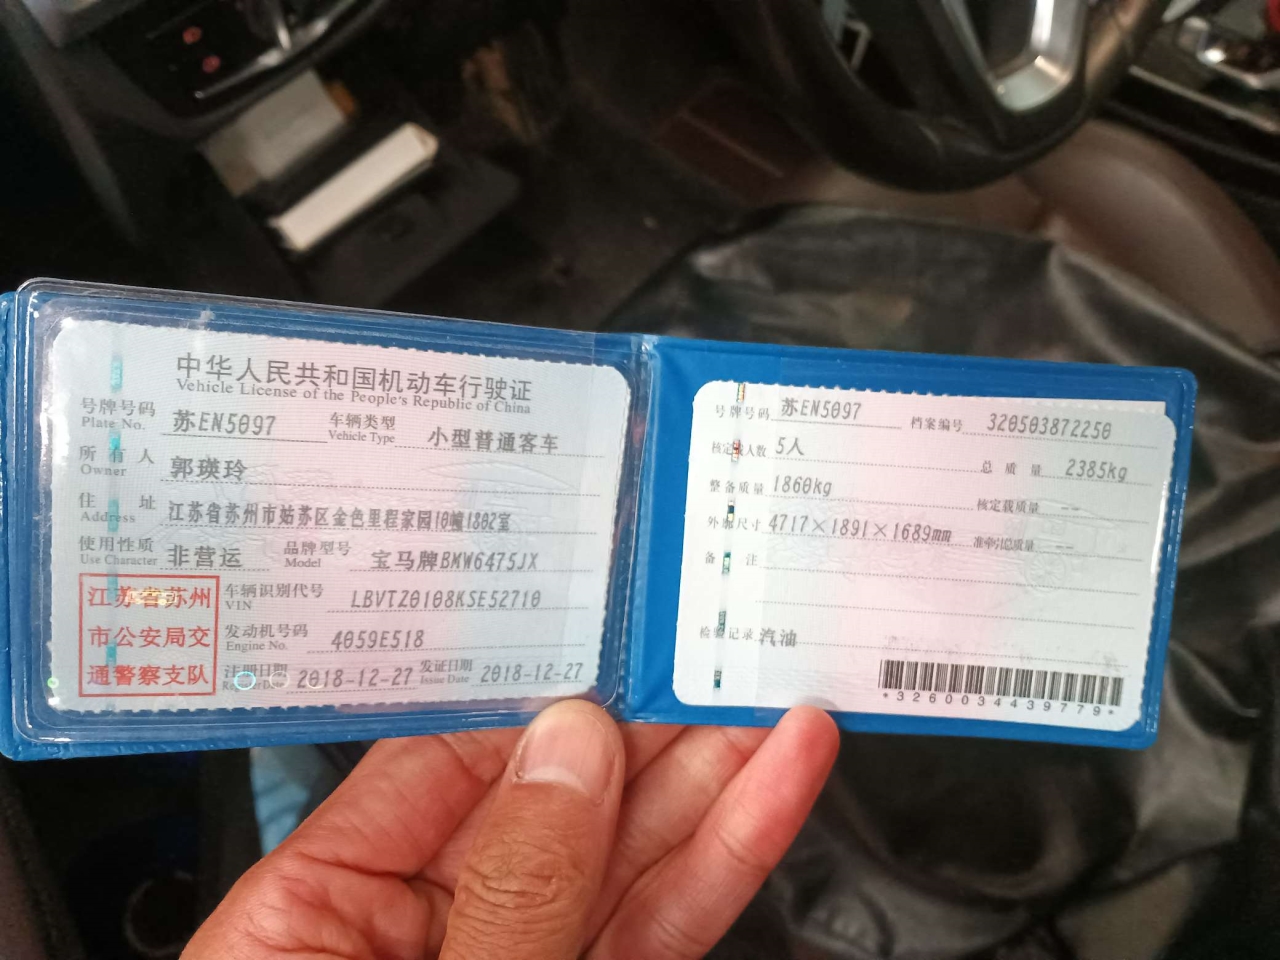 中华人民共和国机动车行驶证
Vehicle License of the People's Republic of China
号牌号码 苏EN5097 车辆类型 小型普通客车
Plate No. Vehicle Type
所有人 郭瑛玲
Owner
住址 江苏省苏州市姑苏区金色里程家园10幢1802室
Address
使用性质 非营运 品牌型号 宝马牌BMW6475JX
Use Character Model
江苏省苏州
市公安局交
通警察支队
车辆识别代号 LBVTZ0108KSE52710
VIN
发动机号码 4059E518
Engine No.
注册日期 2018-12-27 发证日期 2018-12-27
Register Date Issue Date
号牌号码 苏EN5097 档案编号 320503872250
核定载人数 5人 总质量 2385kg
整备质量 1860kg 核定载质量 --
外廓尺寸 4717×1891×1689mm 准牵引总质量 --
备注
检验记录 汽油
*3260034439779*